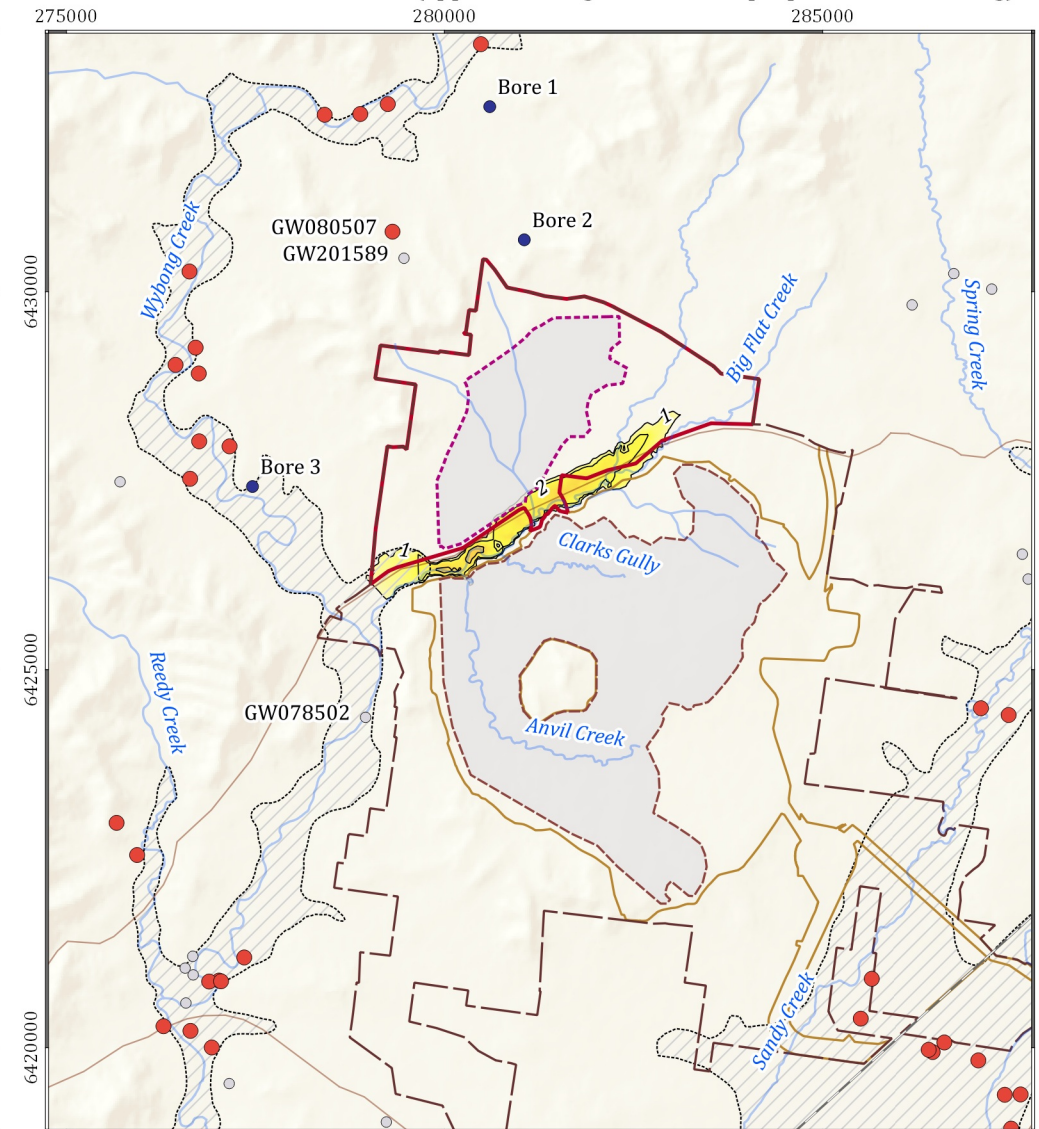 275000
280000
285000
Bore 1
Wybong Creek
GW080507
Bore 2
GW201589
6430000
Big Flat Creek
Spring Creek
1
Bore 3
2
1
Clarks Gully
6425000
Reedy Creek
GW078502
Anvil Creek
Sandy Creek
6420000